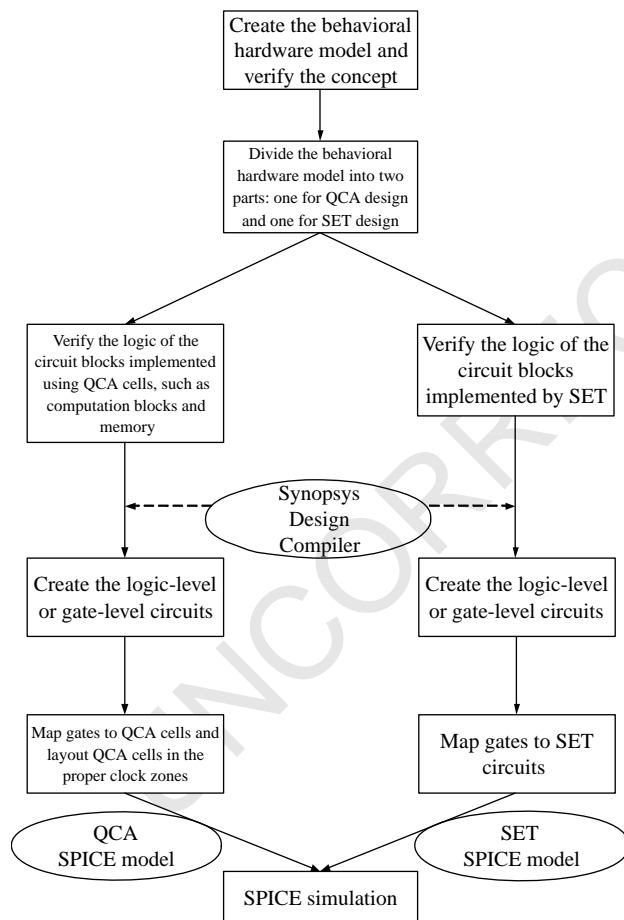 Create the behavioral
hardware model and
verify the concept
Divide the behavioral
hardware model into two
parts: one for QCA design
and one for SET design
Verify the logic of the
circuit blocks implemented
using QCA cells, such as
computation blocks and
memory
Verify the logic of the
circuit blocks
implemented by SET
Synopsys
Design
Compiler
Create the logic-level
or gate-level circuits
Create the logic-level
or gate-level circuits
Map gates to QCA cells and
layout QCA cells in the
proper clock zones
Map gates to SET
circuits
QCA
SPICE model
SET
SPICE model
SPICE simulation
UNCORREC